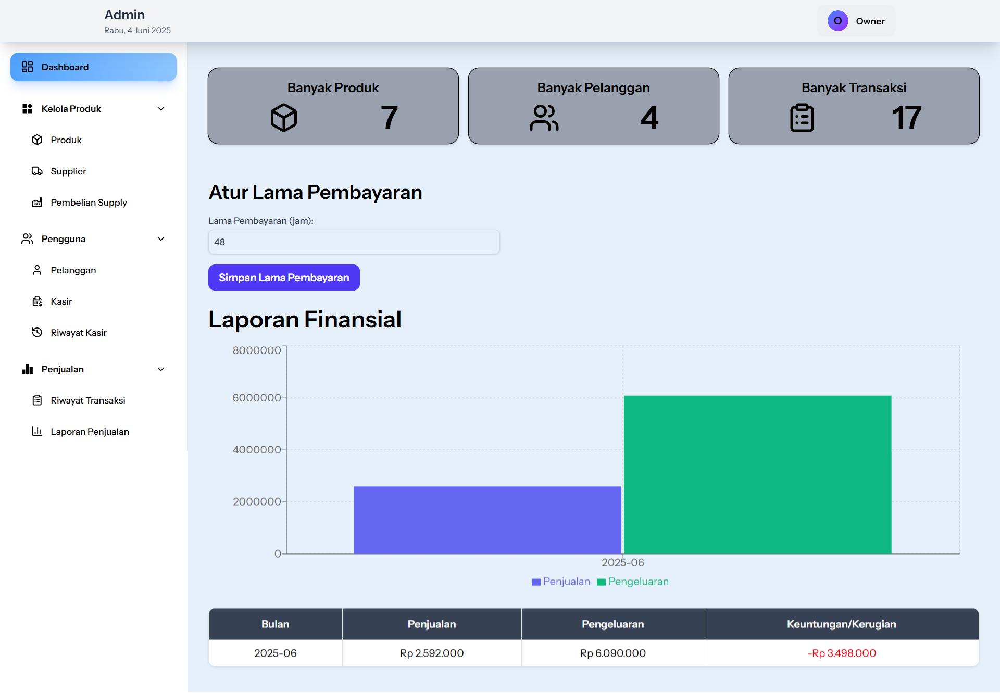 Admin
Rabu, 4 Juni 2025
O
Owner
Dashboard
Kelola Produk
Produk
Supplier
Pembelian Supply
Pengguna
Pelanggan
Kasir
Riwayat Kasir
Penjualan
Riwayat Transaksi
Laporan Penjualan
Banyak Produk
7
Banyak Pelanggan
4
Banyak Transaksi
17
Atur Lama Pembayaran
Lama Pembayaran (jam):
48
Simpan Lama Pembayaran
Laporan Finansial
8000000
6000000
4000000
2000000
0
2025-06
Penjualan Pengeluaran
Bulan Penjualan Pengeluaran Keuntungan/Kerugian
2025-06 Rp 2.592.000 Rp 6.090.000 -Rp 3.498.000